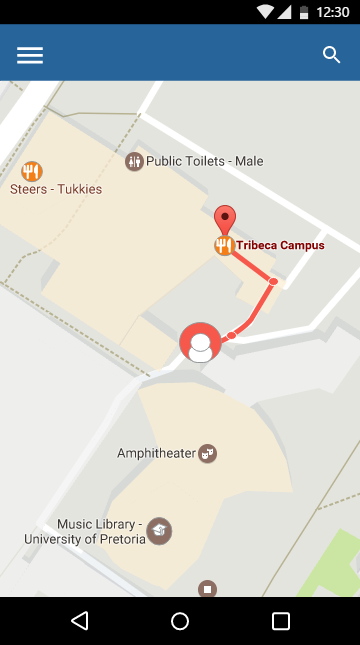 12:30
Public Toilets - Male
Steers - Tukkies
Tribeca Campus
Amphitheater
Music Library -
University of Pretoria